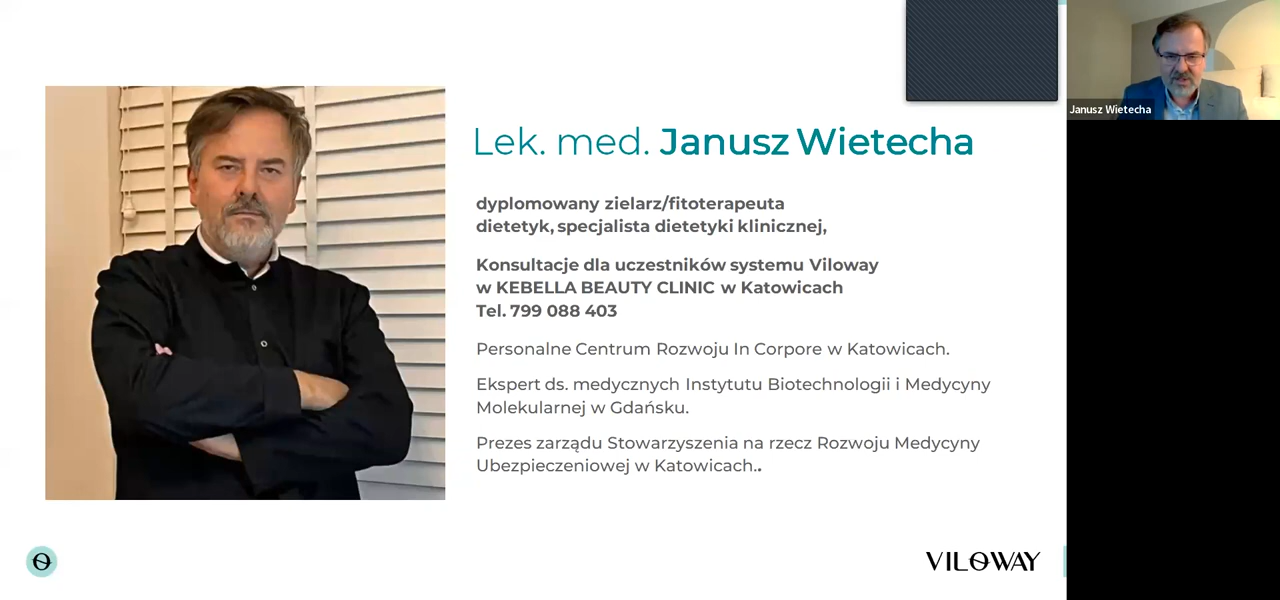 Lek. med. Janusz Wietecha
dyplomowany zielarz/fitoterapeuta
dietetyk, specjalista dietetyki klinicznej,
Konsultacje dla uczestników systemu Viloway
w KEBELLA BEAUTY CLINIC w Katowicach
Tel. 799 088 403
Personalne Centrum Rozwoju In Corpore w Katowicach.
Ekspert ds. medycznych Instytutu Biotechnologii i Medycyny
Molekularnej w Gdańsku.
Prezes zarządu Stowarzyszenia na rzecz Rozwoju Medycyny
Ubezpieczeniowej w Katowicach..
VILOWAY
Janusz Wietecha